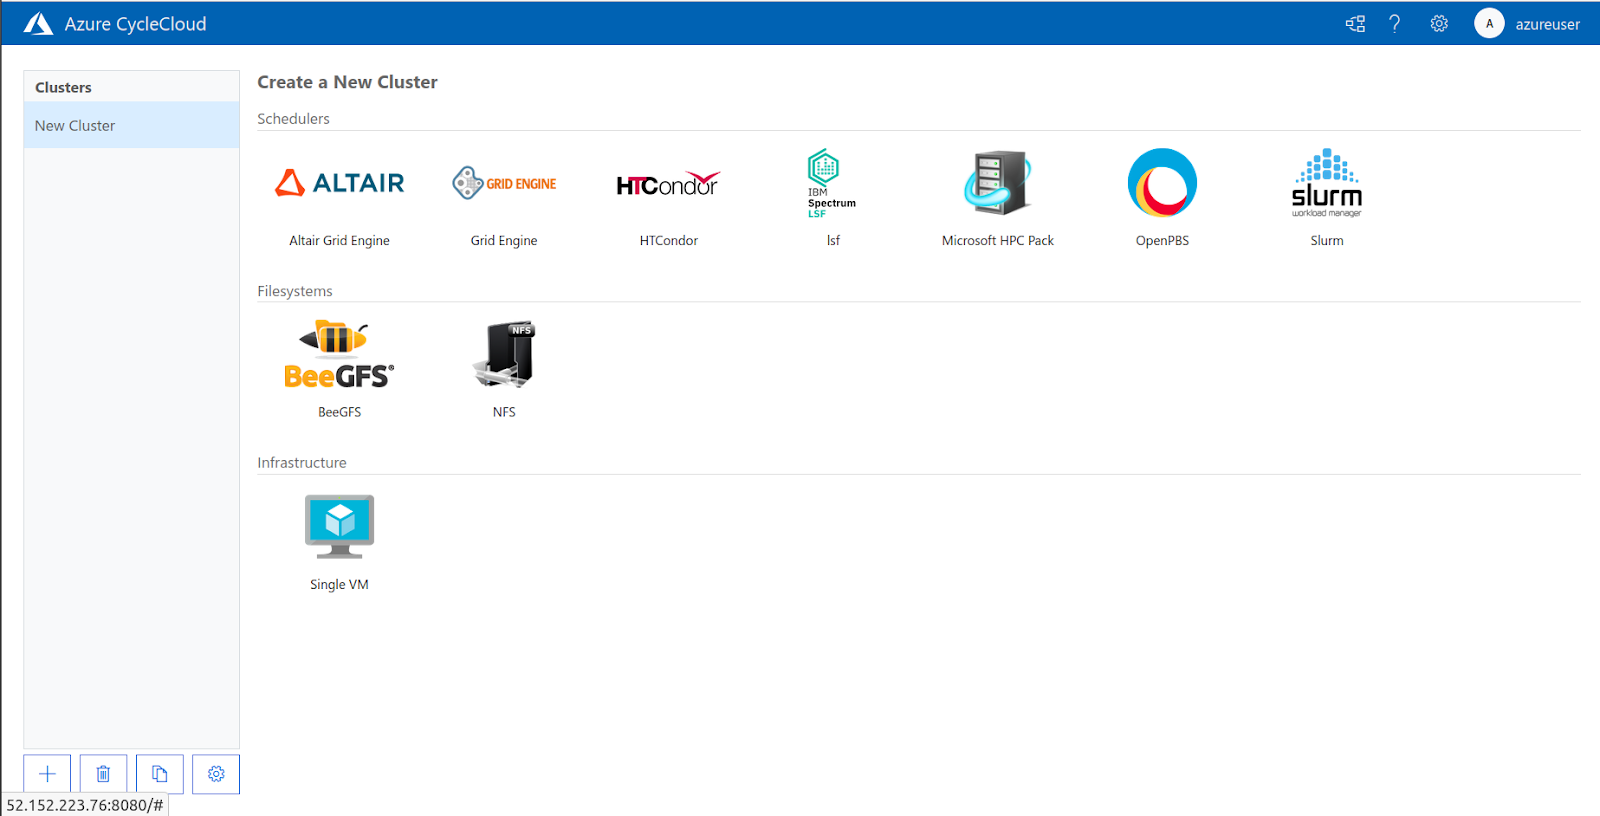 Azure CycleCloud
A
azureuser
Clusters
New Cluster
Create a New Cluster
Schedulers
ALTAIR
GRID ENGINE
HTCondor
IBM
Spectrum
LSF
slurm
workload manager
Altair Grid Engine
Grid Engine
HTCondor
lsf
Microsoft HPC Pack
OpenPBS
Slurm
Filesystems
BeeGFS®
NFS
BeeGFS
NFS
Infrastructure
Single VM
52.152.223.76:8080/#